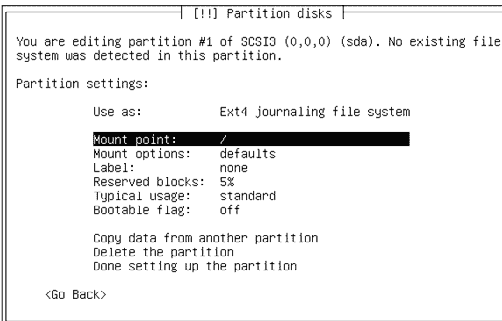 [!!] Partition disks
You are editing partition #1 of SCSI3 (0,0,0) (sda). No existing file
system was detected in this partition.
Partition settings:
Use as: Ext4 journaling file system
Mount point: /
Mount options: defaults
Label: none
Reserved blocks: 5%
Typical usage: standard
Bootable flag: off
Copy data from another partition
Delete the partition
Done setting up the partition
<Go Back>